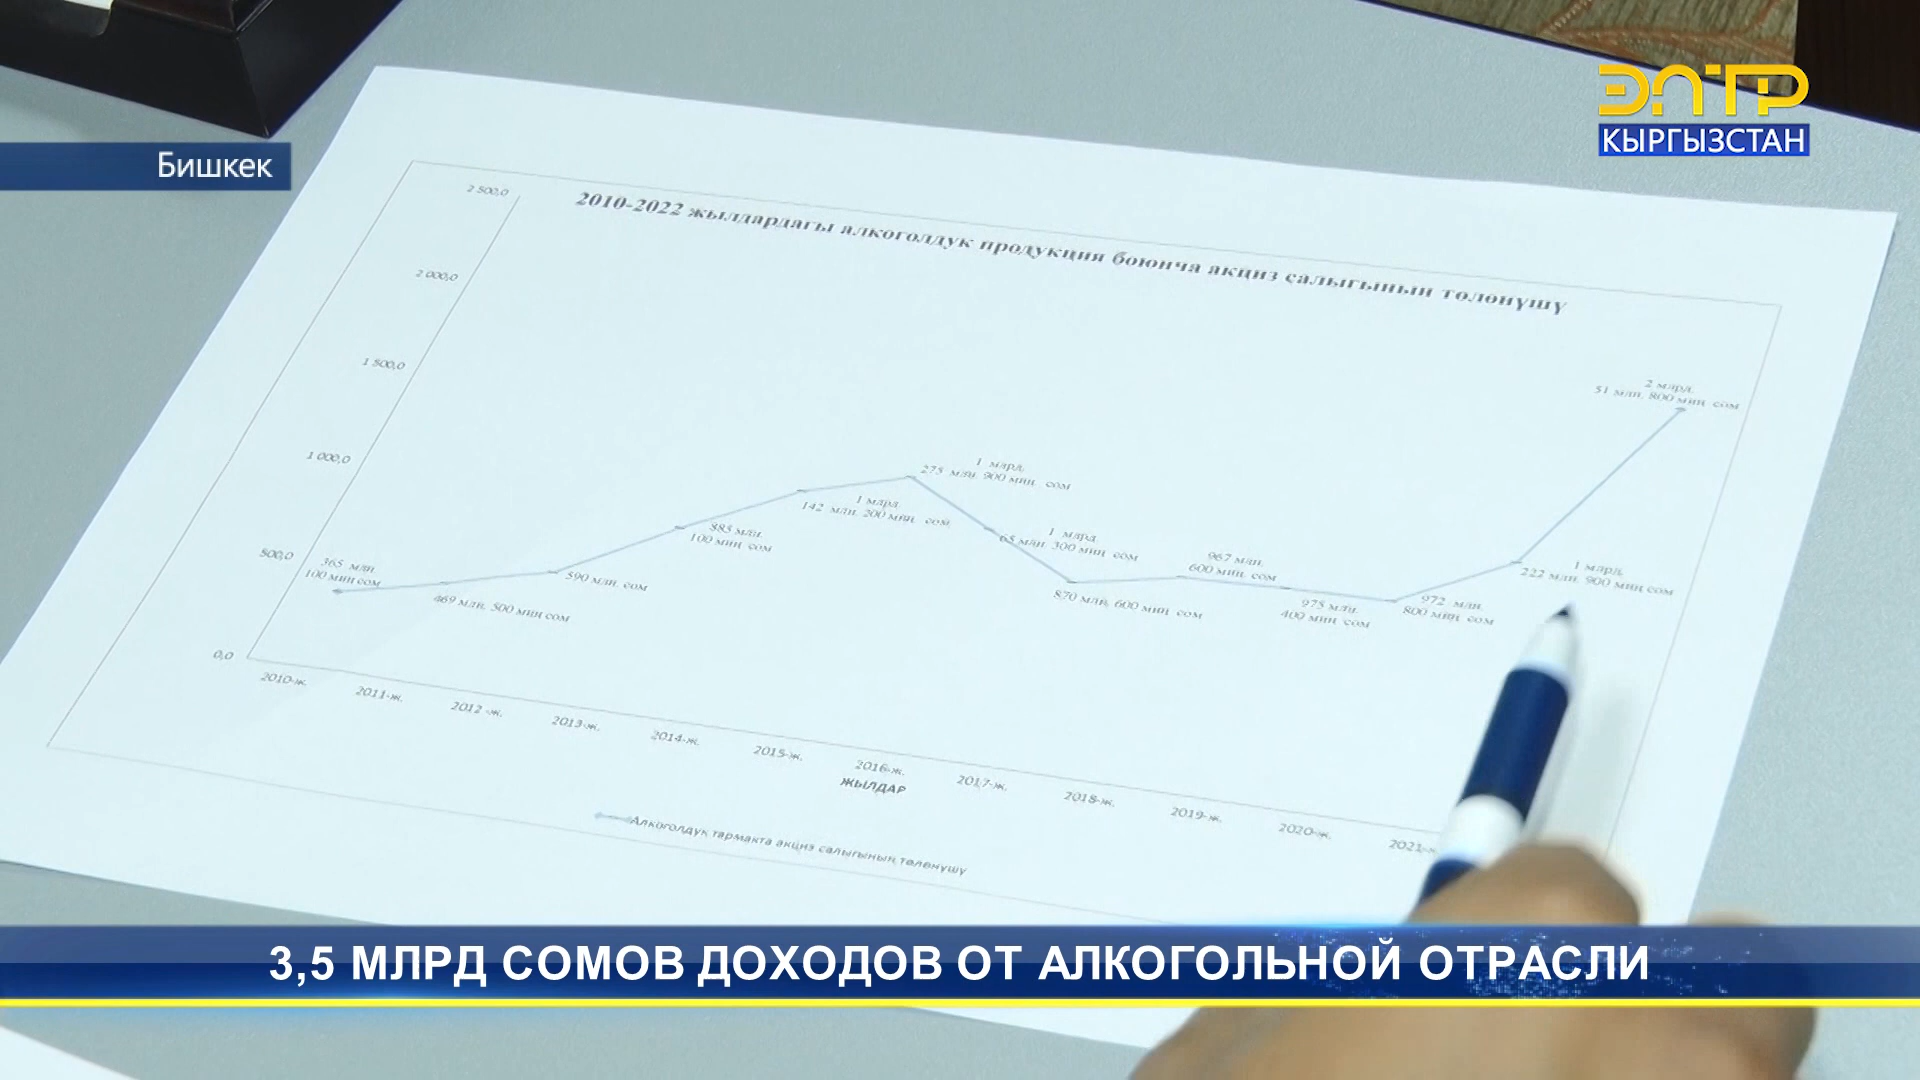 ЭЛТР
КЫРГЫЗСТАН
Бишкек
2010-2022 жылдардагы алкоголдук продукция боюнча акциз салыгынын төлөнүшү
2 500,0
2 000,0
1 500,0
1 000,0
500,0
0,0
365 млн.
100 миң сом
469 млн. 500 миң сом
590 млн. сом
885 млн.
100 миң сом
1 млрд.
142 млн. 200 миң сом
1 млрд.
275 млн. 900 миң сом
1 млрд.
65 млн. 300 миң сом
870 млн. 600 миң сом
967 млн.
600 миң сом
975 млн.
400 миң сом
972 млн.
800 миң сом
1 млрд.
222 млн. 900 миң сом
2 млрд.
51 млн. 800 миң сом
2010-ж.
2011-ж.
2012 -ж.
2013-ж.
2014-ж.
2015-ж.
2016-ж.
2017-ж.
2018-ж.
2019-ж.
2020-ж.
2021-ж
ЖЫЛДАР
Алкоголдук тармакта акциз салыгынын төлөнүшү
3,5 МЛРД СОМОВ ДОХОДОВ ОТ АЛКОГОЛЬНОЙ ОТРАСЛИ